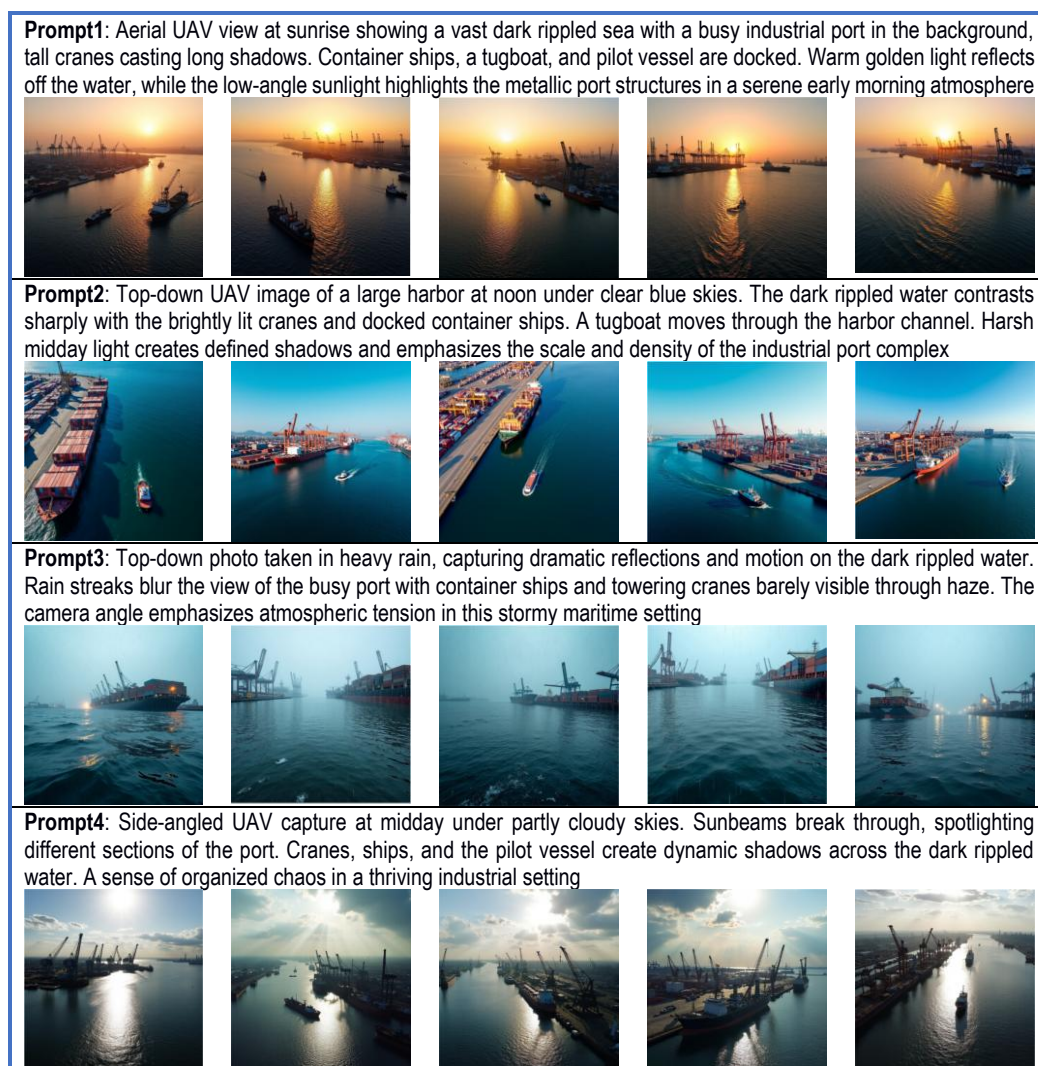 Prompt1: Aerial UAV view at sunrise showing a vast dark rippled sea with a busy industrial port in the background,
tall cranes casting long shadows. Container ships, a tugboat, and pilot vessel are docked. Warm golden light reflects
off the water, while the low-angle sunlight highlights the metallic port structures in a serene early morning atmosphere
Prompt2: Top-down UAV image of a large harbor at noon under clear blue skies. The dark rippled water contrasts
sharply with the brightly lit cranes and docked container ships. A tugboat moves through the harbor channel. Harsh
midday light creates defined shadows and emphasizes the scale and density of the industrial port complex
Prompt3: Top-down photo taken in heavy rain, capturing dramatic reflections and motion on the dark rippled water.
Rain streaks blur the view of the busy port with container ships and towering cranes barely visible through haze. The
camera angle emphasizes atmospheric tension in this stormy maritime setting
Prompt4: Side-angled UAV capture at midday under partly cloudy skies. Sunbeams break through, spotlighting
different sections of the port. Cranes, ships, and the pilot vessel create dynamic shadows across the dark rippled
water. A sense of organized chaos in a thriving industrial setting